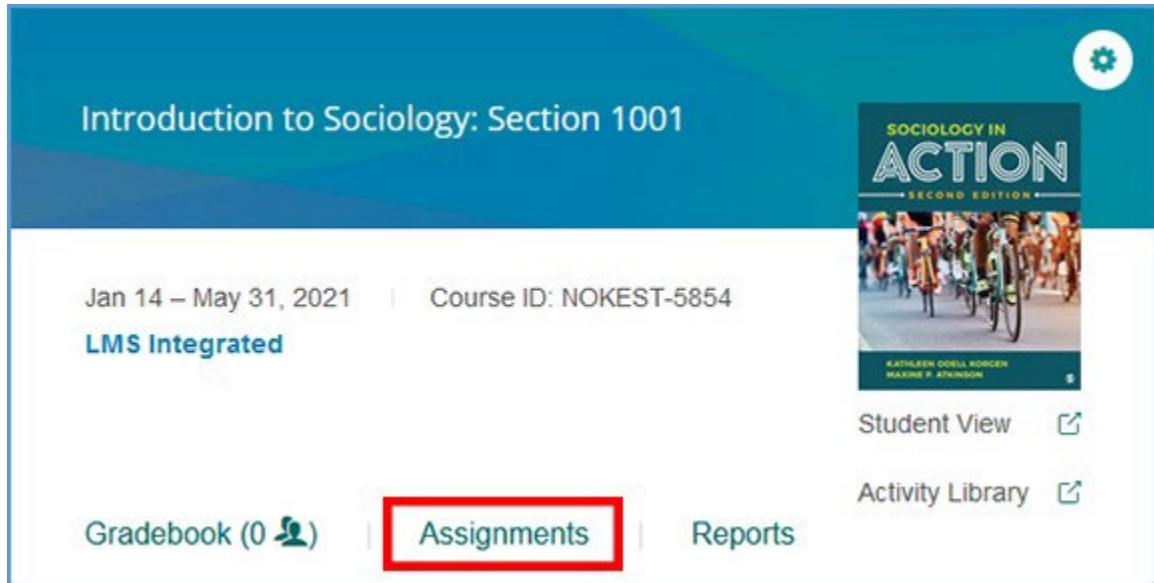 Introduction to Sociology: Section 1001
SOCIOLOGY IN
ACTION
SECOND EDITION
Jan 14 – May 31, 2021
Course ID: NOKEST-5854
LMS Integrated
KATHLEEN ODELL KORGEN
MAXINE P. ATKINSON
Student View
Activity Library
Gradebook (0 )
Assignments
Reports